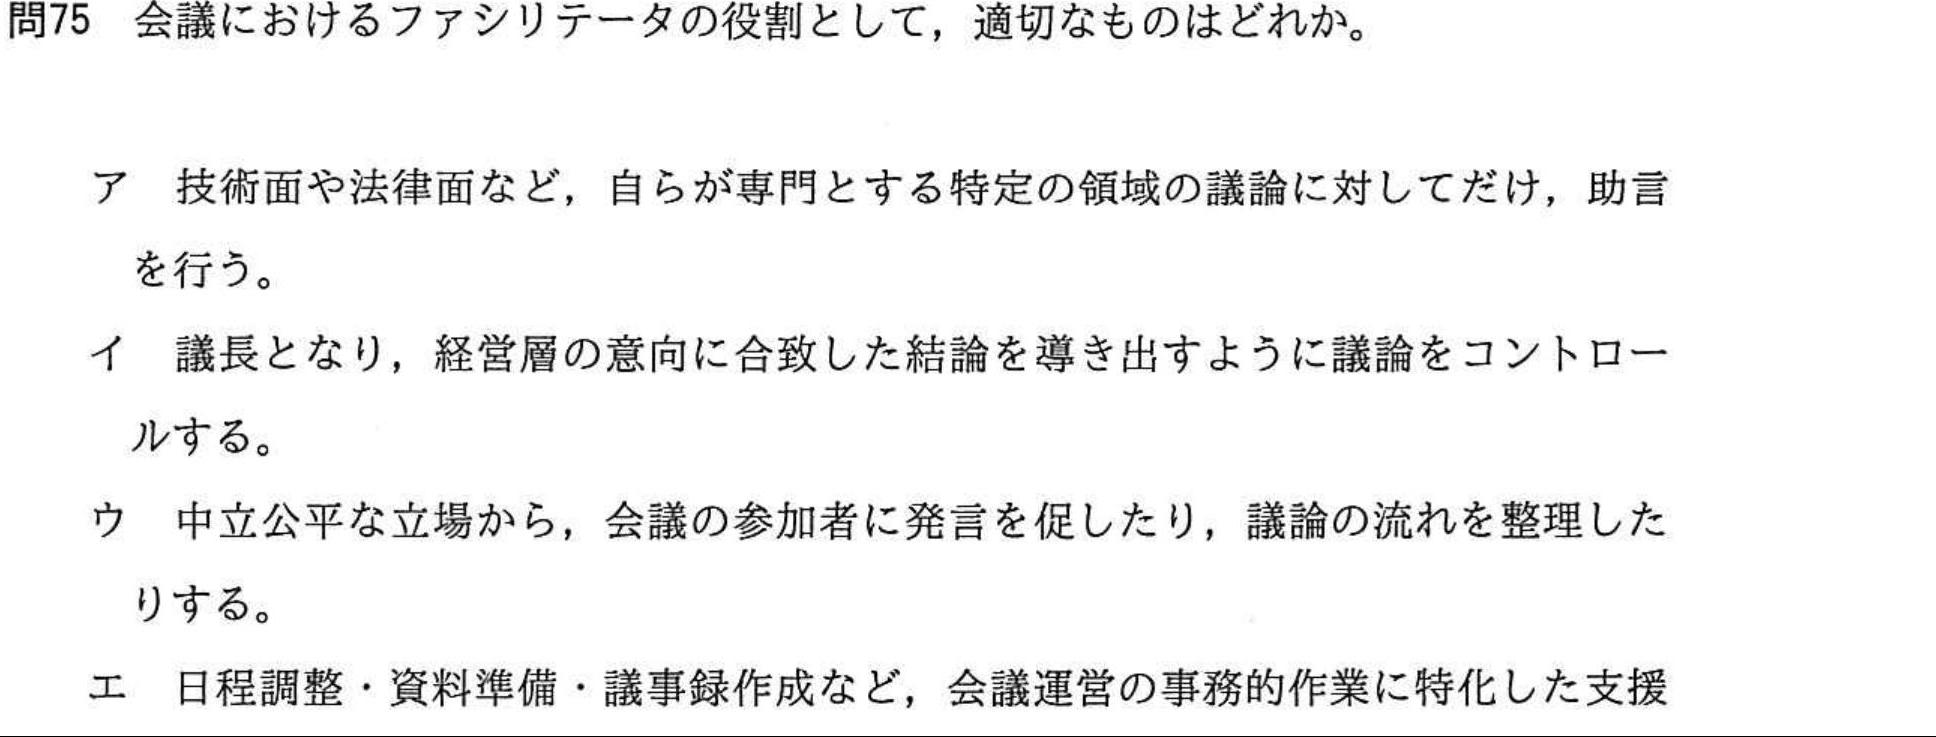 問75　会議におけるファシリテータの役割として，適切なものはどれか。
ア　技術面や法律面など，自らが専門とする特定の領域の議論に対してだけ，助言
を行う。
イ　議長となり，経営層の意向に合致した結論を導き出すように議論をコントロー
ルする。
ウ　中立公平な立場から，会議の参加者に発言を促したり，議論の流れを整理した
りする。
エ　日程調整・資料準備・議事録作成など，会議運営の事務的作業に特化した支援